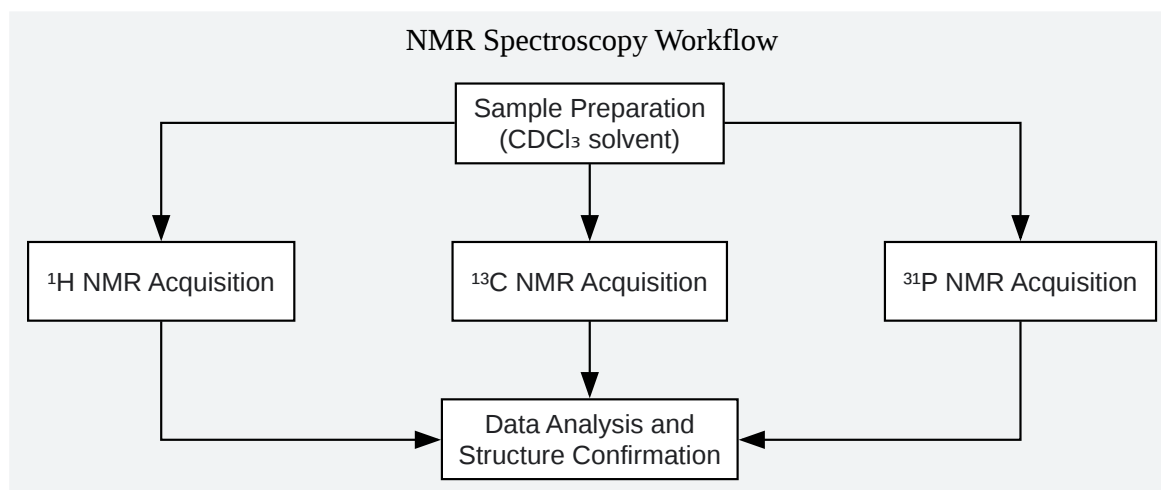 NMR Spectroscopy Workflow
Sample Preparation
(CDCl₃ solvent)
¹H NMR Acquisition
¹³C NMR Acquisition
³¹P NMR Acquisition
Data Analysis and
Structure Confirmation